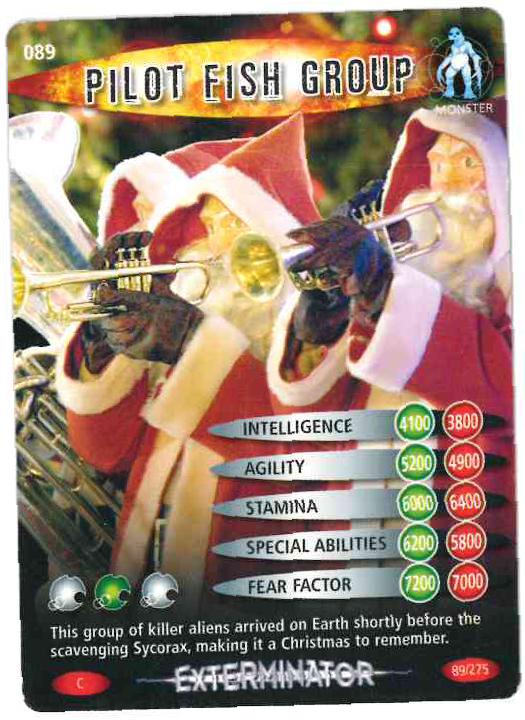 089
PILOT FISH GROUP
MONSTER
INTELLIGENCE 4100 3800
AGILITY 5200 4900
STAMINA 6000 6400
SPECIAL ABILITIES 6200 5800
FEAR FACTOR 7200 7000
This group of killer aliens arrived on Earth shortly before the
scavenging Sycorax, making it a Christmas to remember.
C EXTERMINATOR 89/275